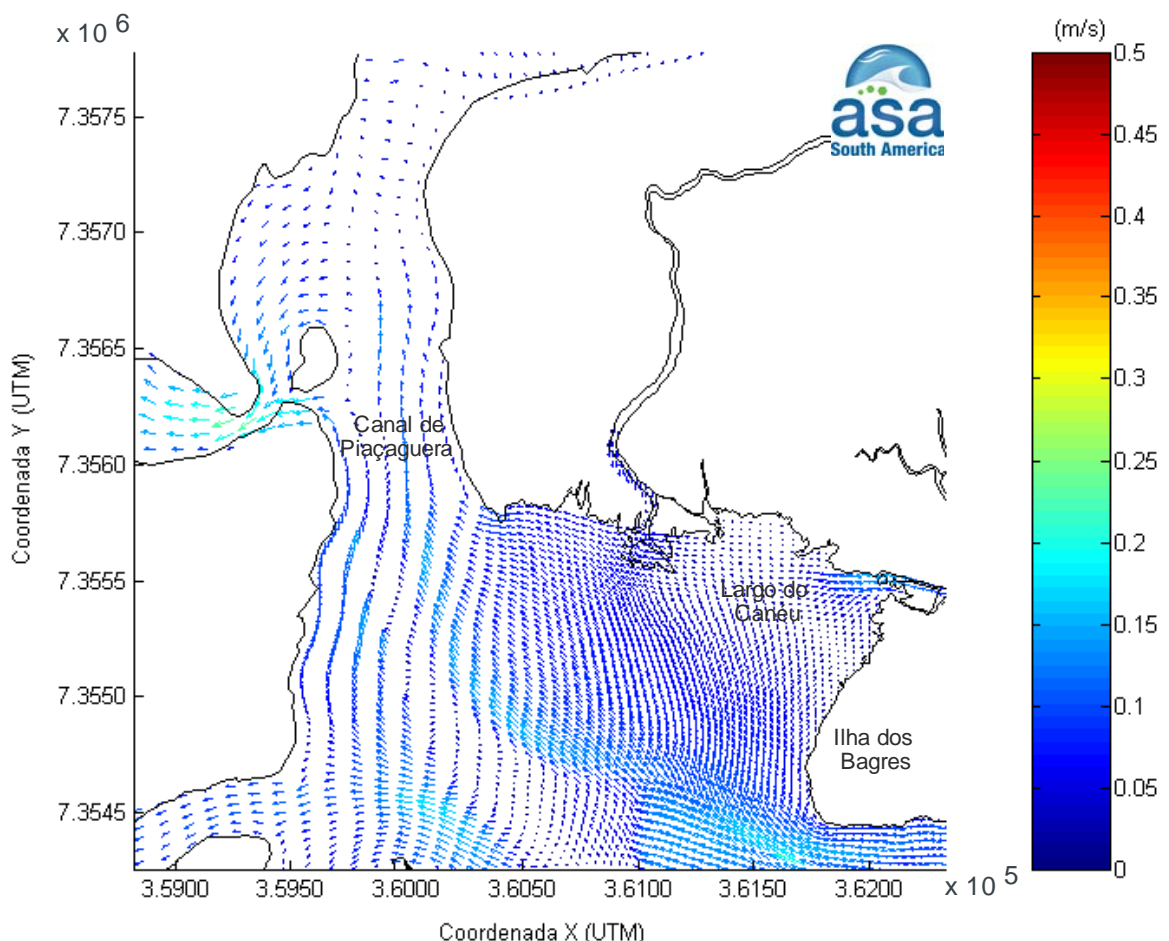 x 10 6
(m/s)
asa
South America
7.3575
7.3570
7.3565
7.3560
7.3555
7.3550
7.3545
Coordenada Y (UTM)
Canal de
Piaçaguera
Largo do
Caneu
Ilha dos
Bagres
0.5
0.45
0.4
0.35
0.3
0.25
0.2
0.15
0.1
0.05
0
3.5900
3.5950
3.6000
3.6050
3.6100
3.6150
3.6200
x 10 5
Coordenada X (UTM)